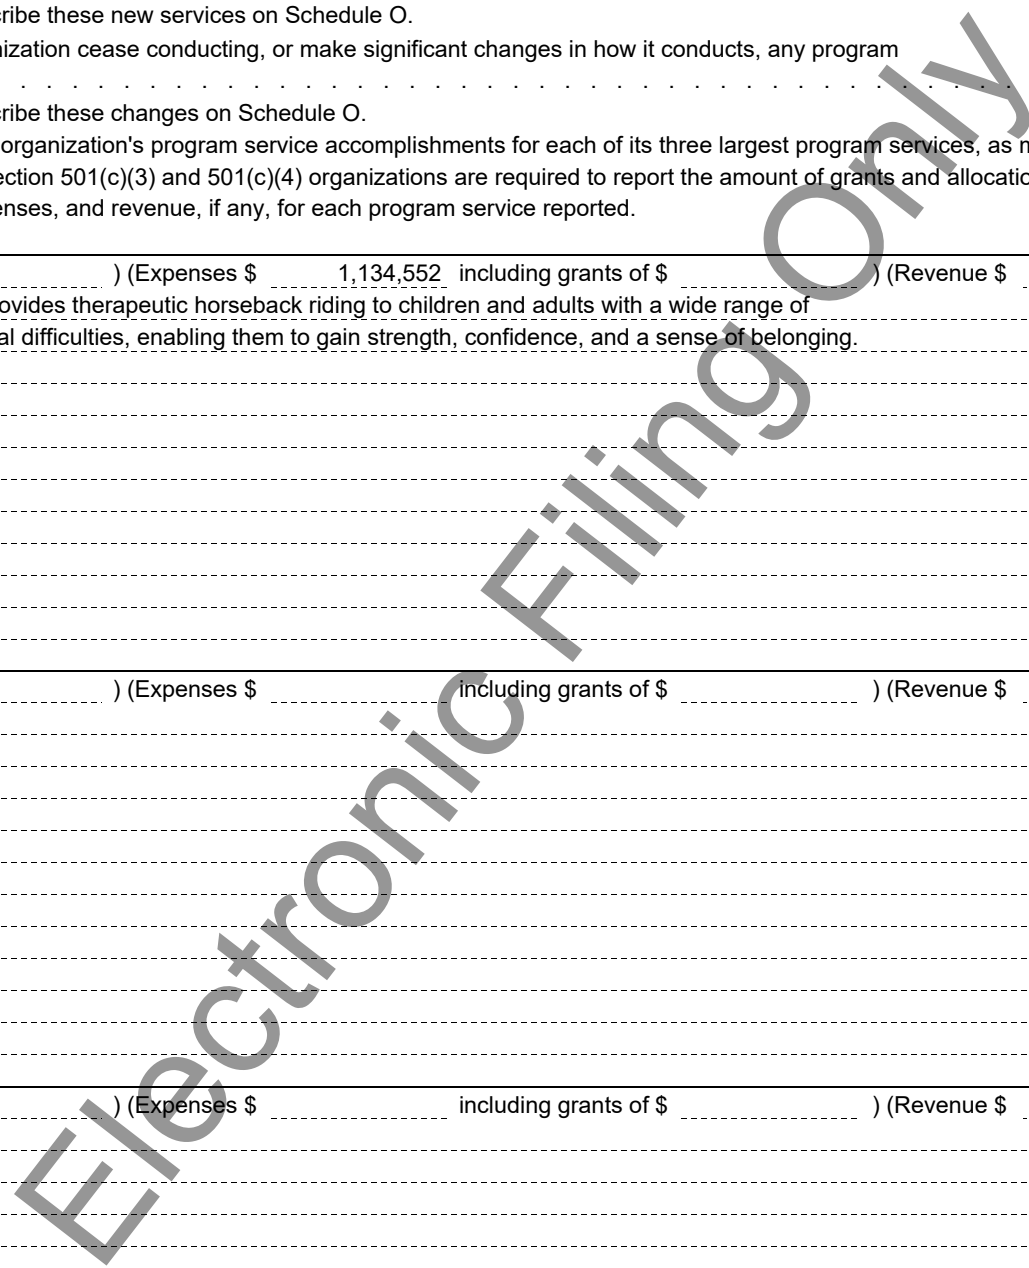 ribe these new services on Schedule O.
nization cease conducting, or make significant changes in how it conducts, any program
. . . . . . . . . . . . . . . . . . . . . . . . . . . . . . . . . . . . . . .
ribe these changes on Schedule O.
organization's program service accomplishments for each of its three largest program services, as m
ection 501(c)(3) and 501(c)(4) organizations are required to report the amount of grants and allocatio
enses, and revenue, if any, for each program service reported.
) (Expenses $ 1,134,552 including grants of $ ) (Revenue $
ovides therapeutic horseback riding to children and adults with a wide range of
al difficulties, enabling them to gain strength, confidence, and a sense of belonging.
) (Expenses $ including grants of $ ) (Revenue $
) (Expenses $ including grants of $ ) (Revenue $
Electronic Filing Only